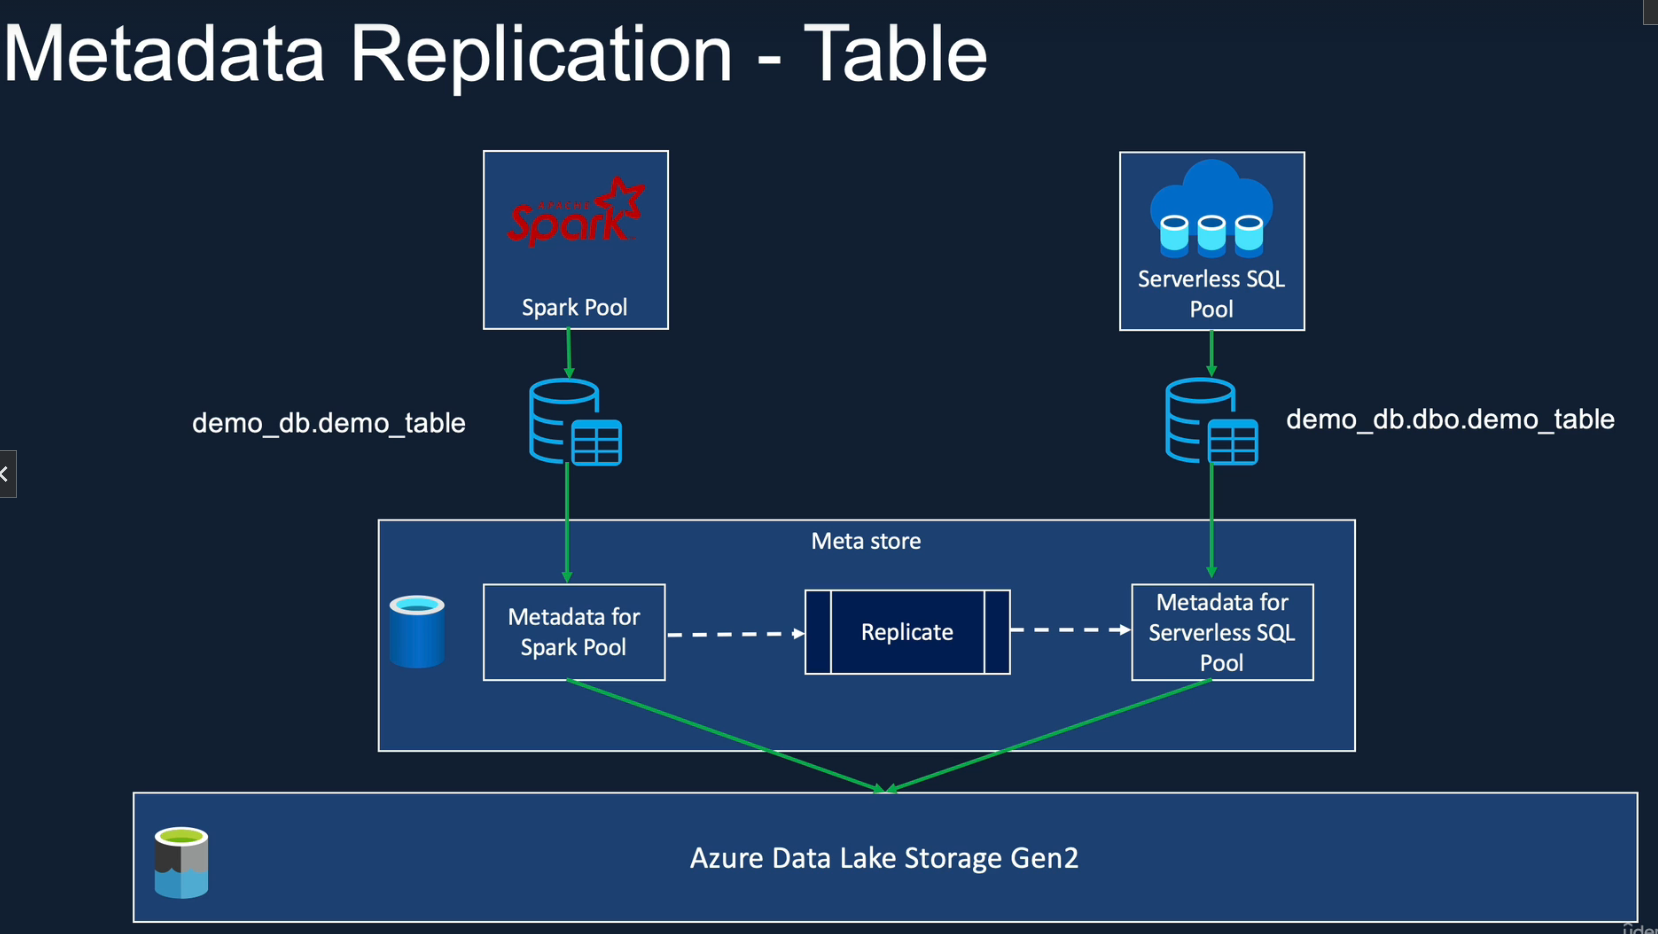 Metadata Replication - Table
APACHE
Spark
Spark Pool
Serverless SQL
Pool
demo_db.demo_table
demo_db.dbo.demo_table
Meta store
Metadata for
Spark Pool
Replicate
Metadata for
Serverless SQL
Pool
Azure Data Lake Storage Gen2